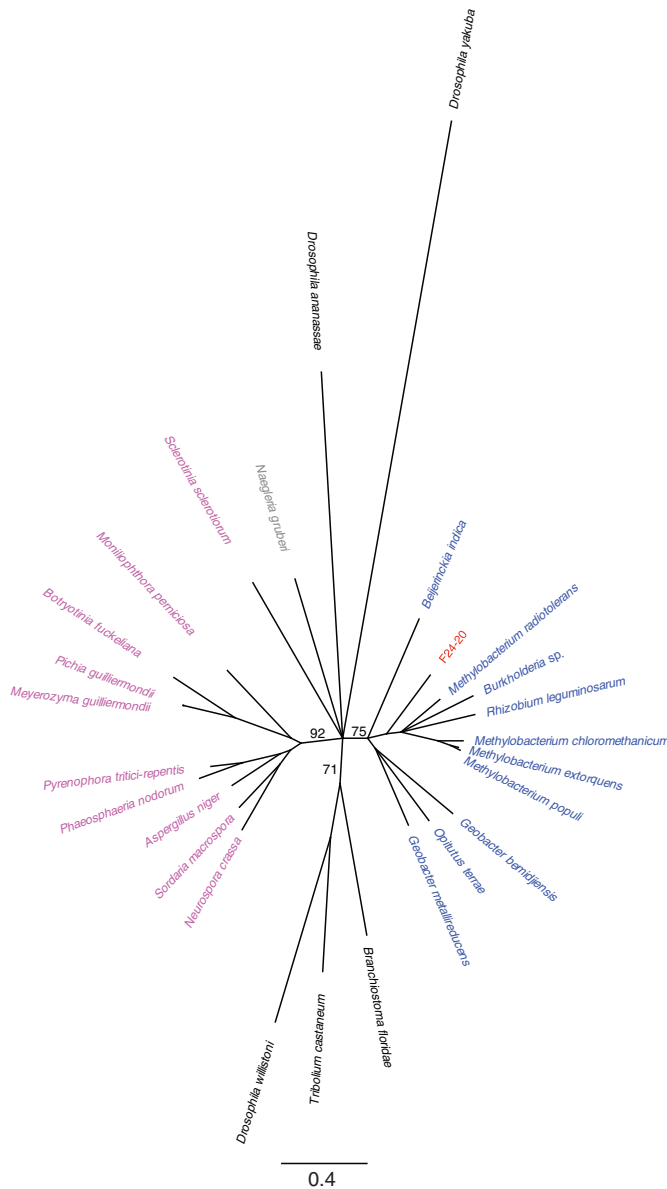 Drosophila yakuba
Drosophila ananassae
Sclerotinia sclerotiorum
Naegleria gruberi
Moniliophthora perniciosa
Beijerinckia indica
Botryotinia fuckeliana
F24-20
Methylobacterium radiotolerans
Pichia guilliermondii
Burkholderia sp.
Meyerozyma guilliermondii
Rhizobium leguminosarum
92
75
Methylobacterium chloromethanicum
Methylobacterium extorquens
Methylobacterium populi
71
Pyrenophora tritici-repentis
Phaeosphaeria nodorum
Aspergillus niger
Sordaria macrospora
Neurospora crassa
Geobacter bemidjiensis
Opitutus terrae
Geobacter metallireducens
Branchiostoma floridae
Tribolium castaneum
Drosophila willistoni
0.4